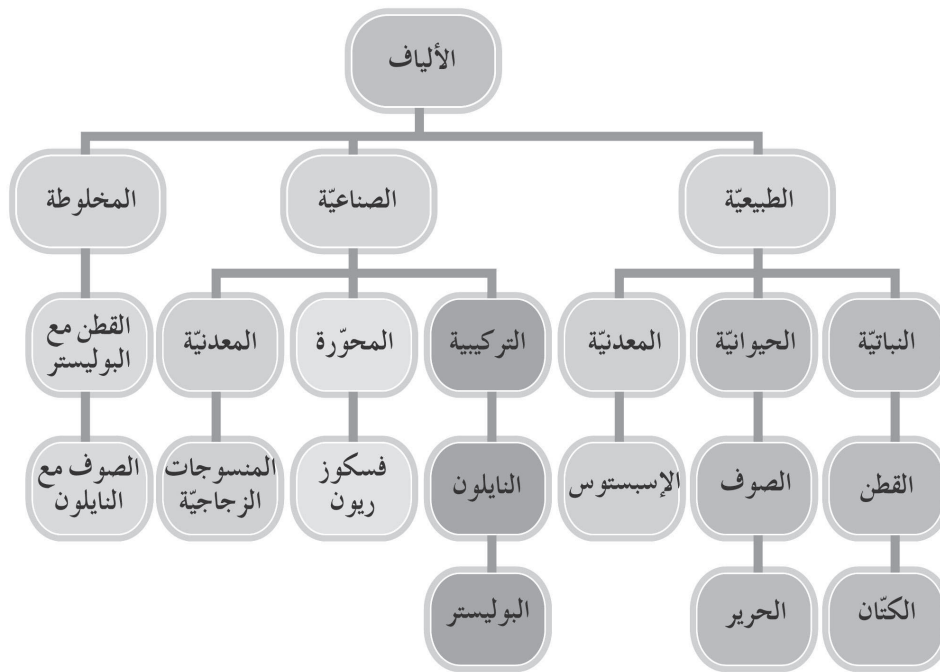 الألياف
الطبيعيّة
الصناعيّة
المخلوطة
النباتيّة
الحيوانيّة
المعدنيّة
التركيبية
المحوّرة
المعدنيّة
القطن مع
البوليستر
القطن
الصوف
الإسبستوس
النايلون
فسكوز
ريون
المنسوجات
الزجاجيّة
الصوف مع
النايلون
الكتّان
الحرير
البوليستر